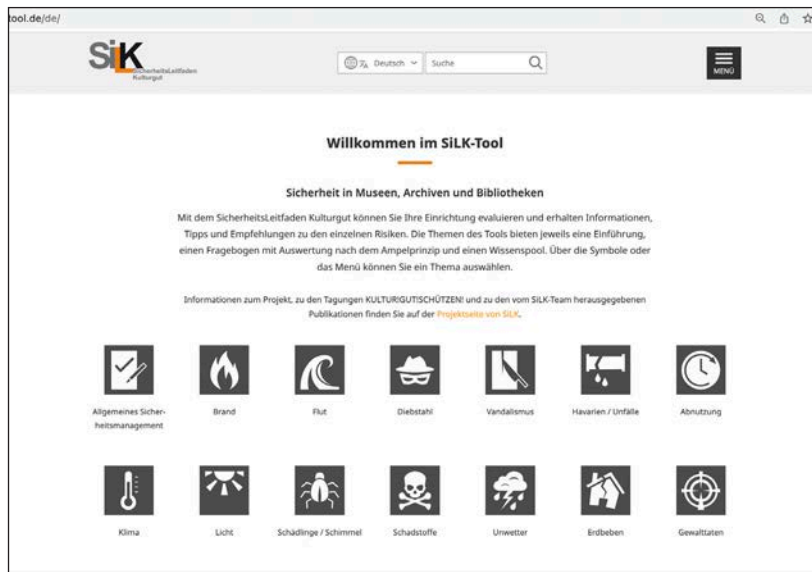 tool.de/de/
SiLK
SicherheitsLeitfaden
Kulturgut
Deutsch
Suche
MENÜ
Willkommen im SiLK-Tool
Sicherheit in Museen, Archiven und Bibliotheken
Mit dem SicherheitsLeitfaden Kulturgut können Sie Ihre Einrichtung evaluieren und erhalten Informationen,
Tipps und Empfehlungen zu den einzelnen Risiken. Die Themen des Tools bieten jeweils eine Einführung,
einen Fragebogen mit Auswertung nach dem Ampelprinzip und einen Wissenspool. Über die Symbole oder
das Menü können Sie ein Thema auswählen.
Informationen zum Projekt, zu den Tagungen KULTUR!GUT!SCHÜTZEN! und zu den vom SiLK-Team herausgegebenen
Publikationen finden Sie auf der Projektseite von SiLK.
Allgemeines Sicher-
heitsmanagement
Brand
Flut
Diebstahl
Vandalismus
Havarien / Unfälle
Abnutzung
Klima
Licht
Schädlinge / Schimmel
Schadstoffe
Unwetter
Erdbeben
Gewalttaten